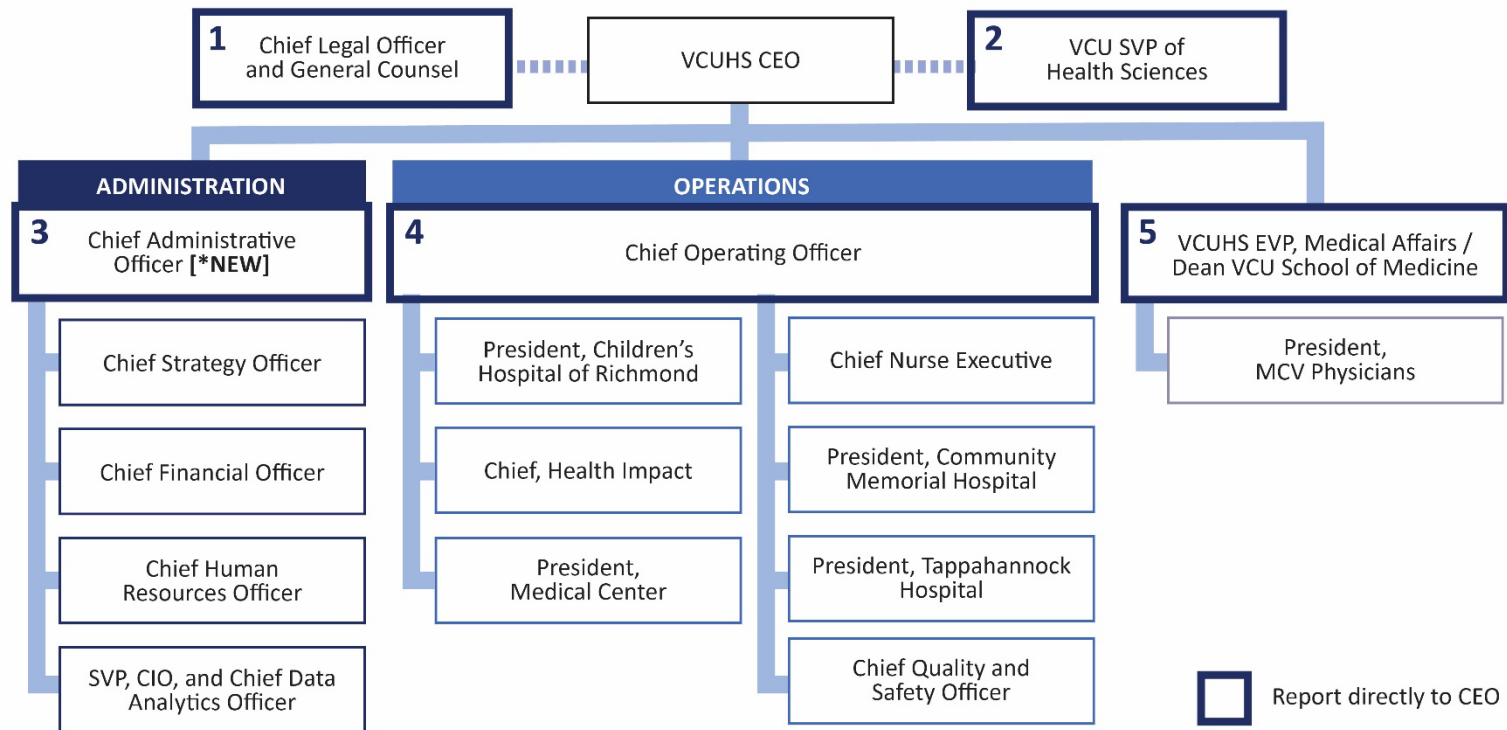 1
Chief Legal Officer
and General Counsel
VCUHS CEO
2
VCU SVP of
Health Sciences
ADMINISTRATION
3
Chief Administrative
Officer [*NEW]
Chief Strategy Officer
Chief Financial Officer
Chief Human
Resources Officer
SVP, CIO, and Chief Data
Analytics Officer
OPERATIONS
4
Chief Operating Officer
President, Children’s
Hospital of Richmond
Chief, Health Impact
President,
Medical Center
Chief Nurse Executive
President, Community
Memorial Hospital
President, Tappahannock
Hospital
Chief Quality and
Safety Officer
5
VCUHS EVP, Medical Affairs /
Dean VCU School of Medicine
President,
MCV Physicians
Report directly to CEO